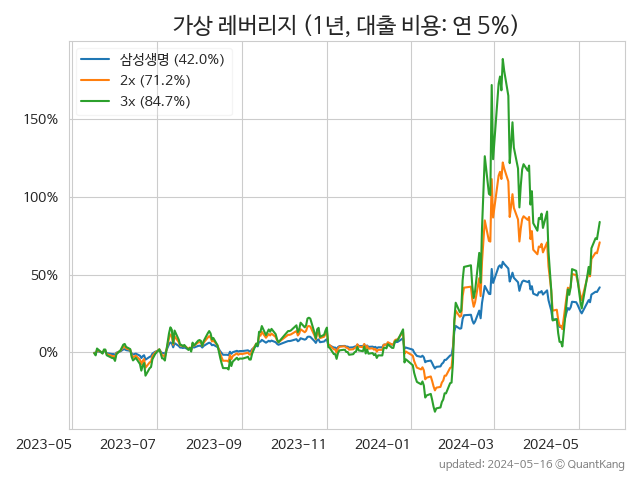 가상 레버리지 (1년, 대출 비용: 연 5%)
삼성생명 (42.0%)
2x (71.2%)
3x (84.7%)
150%
100%
50%
0%
2023-05 2023-07 2023-09 2023-11 2024-01 2024-03 2024-05
updated: 2024-05-16 © QuantKang